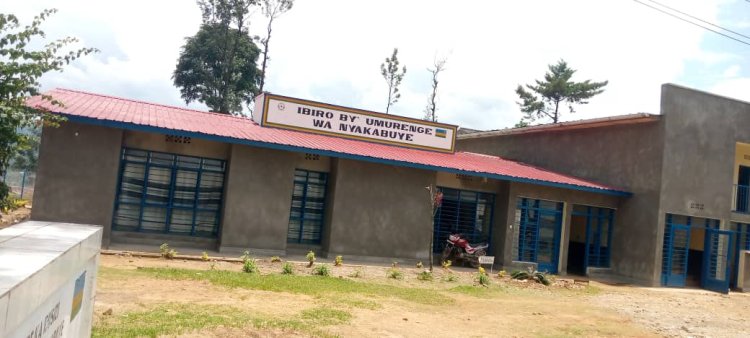 IBIRO BY' UMURENGE
WA NYAKABUYE